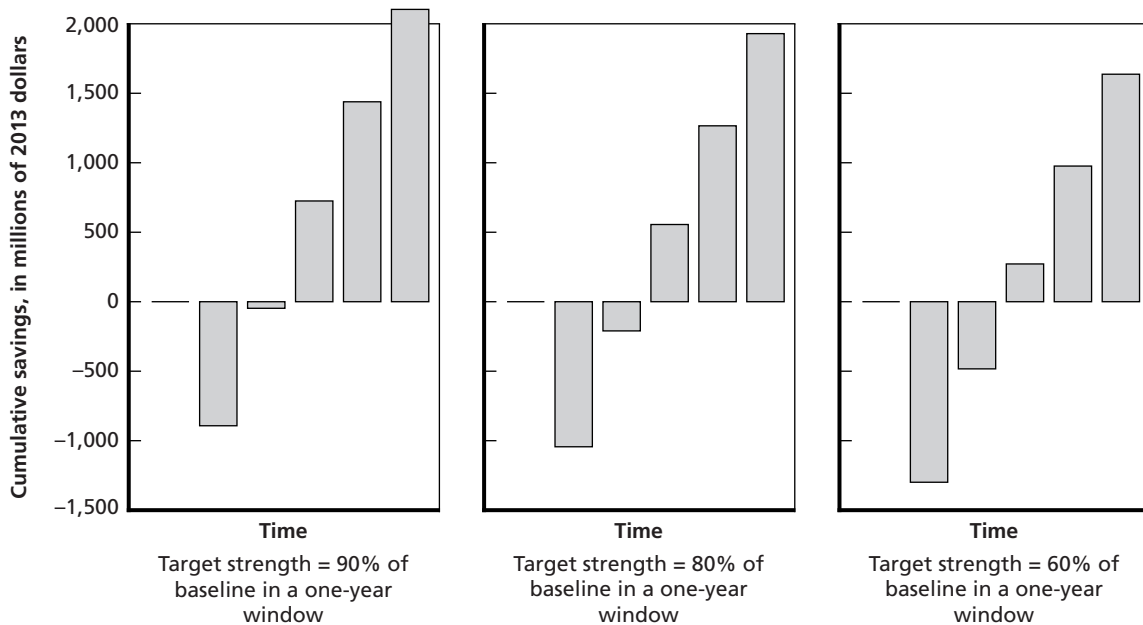 Cumulative savings, in millions of 2013 dollars
2,000
1,500
1,000
500
0
–500
–1,000
–1,500
Time
Target strength = 90% of
baseline in a one-year
window
Time
Target strength = 80% of
baseline in a one-year
window
Time
Target strength = 60% of
baseline in a one-year
window